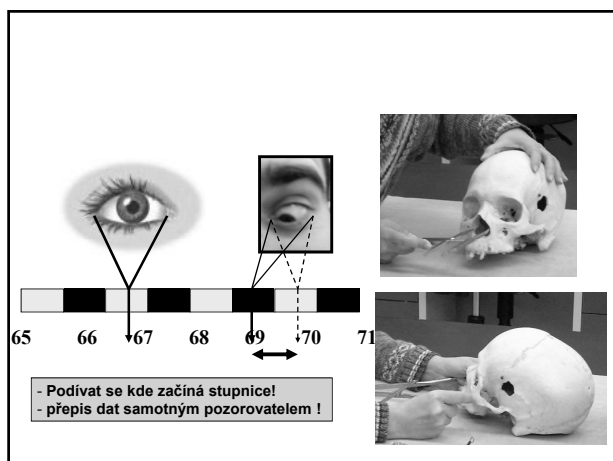 65 66 67 68 69 70 71
- Podívat se kde začíná stupnice!
- přepis dat samotným pozorovatelem !